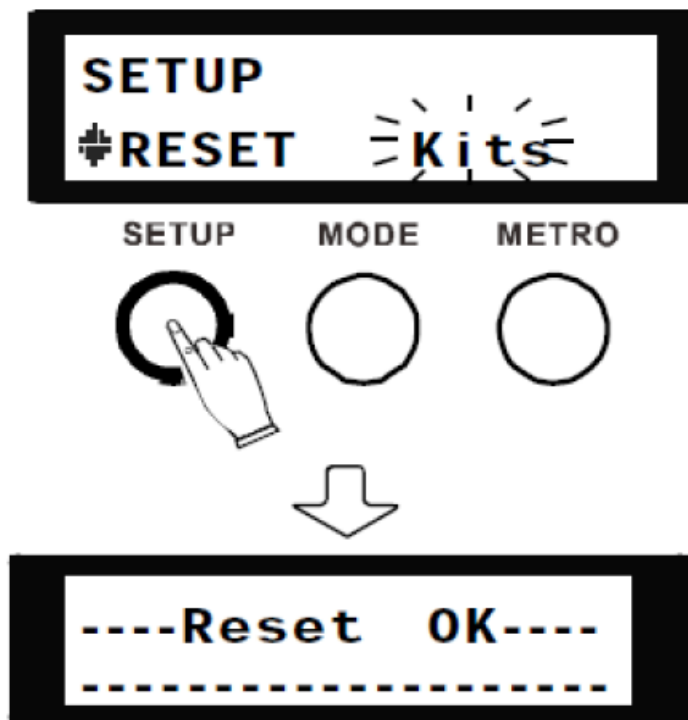 SETUP
RESET Kits
SETUP MODE METRO
----Reset OK----
--------------------